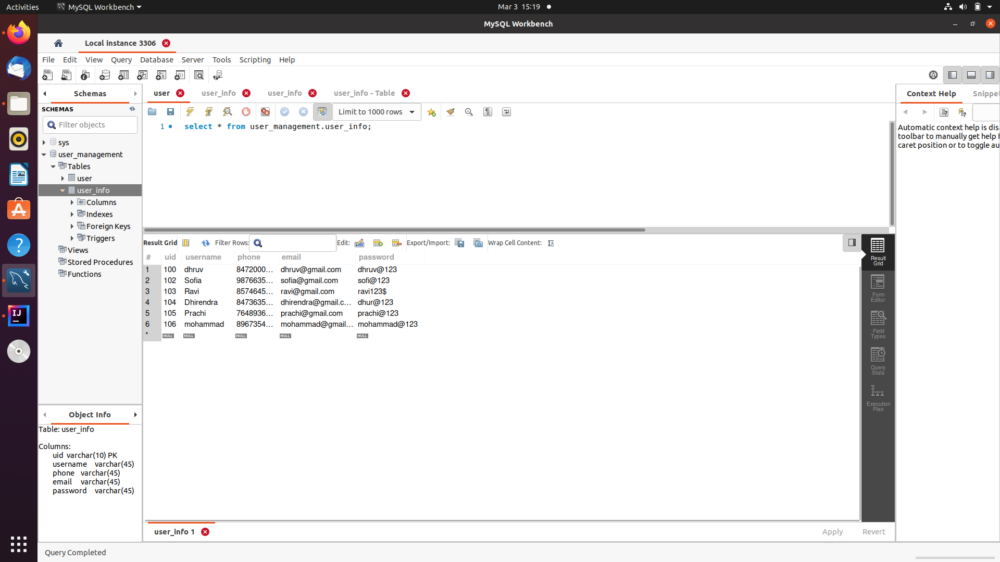 Activities MySQL Workbench Mar 3 15:19
MySQL Workbench
Local instance 3306
File Edit View Query Database Server Tools Scripting Help
Schemas
SCHEMAS
Filter objects
sys
user_management
Tables
user
user_info
Columns
Indexes
Foreign Keys
Triggers
Views
Stored Procedures
Functions
Object Info
Table: user_info
Columns:
uid varchar(10) PK
username varchar(45)
phone varchar(45)
email varchar(45)
password varchar(45)
user user_info user_info user_info - Table
Limit to 1000 rows
1 select * from user_management.user_info;
Result Grid Filter Rows: Edit: Export/Import: Wrap Cell Content:
# uid username phone email password
1 100 dhruv 8472000... dhruv@gmail.com dhruv@123
2 102 Sofia 9876635... sofia@gmail.com sofi@123
3 103 Ravi 8574645... ravi@gmail.com ravi123$
4 104 Dhirendra 8473635... dhirendra@gmail.c... dhur@123
5 105 Prachi 7648936... prachi@gmail.com prachi@123
6 106 mohammad 8967354... mohammad@gmail... mohammad@123
* NULL NULL NULL NULL NULL
Result
Grid
Form
Editor
Field
Types
Query
Stats
Execution
Plan
user_info 1 Apply Revert
Context Help Snippe
Automatic context help is dis
toolbar to manually get help f
caret position or to toggle au
Query Completed